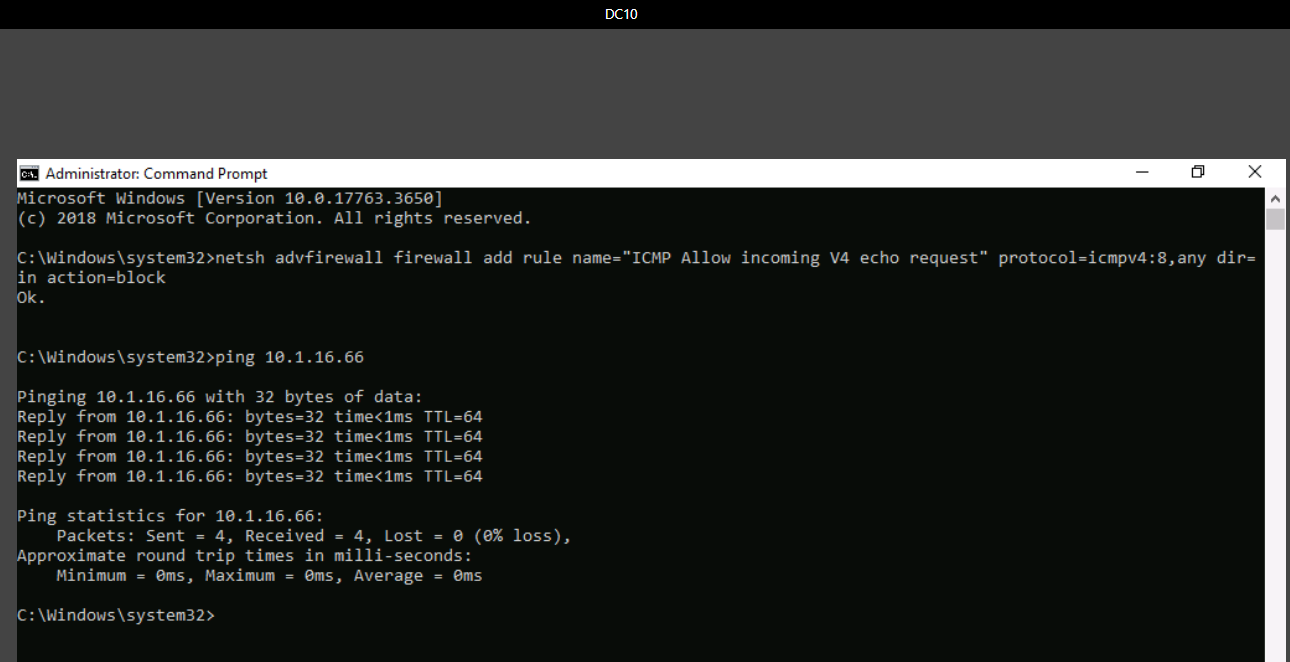 DC10
Administrator: Command Prompt
Microsoft Windows [Version 10.0.17763.3650]
(c) 2018 Microsoft Corporation. All rights reserved.
C:\Windows\system32>netsh advfirewall firewall add rule name="ICMP Allow incoming V4 echo request" protocol=icmpv4:8,any dir=
in action=block
Ok.
C:\Windows\system32>ping 10.1.16.66
Pinging 10.1.16.66 with 32 bytes of data:
Reply from 10.1.16.66: bytes=32 time<1ms TTL=64
Reply from 10.1.16.66: bytes=32 time<1ms TTL=64
Reply from 10.1.16.66: bytes=32 time<1ms TTL=64
Reply from 10.1.16.66: bytes=32 time<1ms TTL=64
Ping statistics for 10.1.16.66:
    Packets: Sent = 4, Received = 4, Lost = 0 (0% loss),
Approximate round trip times in milli-seconds:
    Minimum = 0ms, Maximum = 0ms, Average = 0ms
C:\Windows\system32>